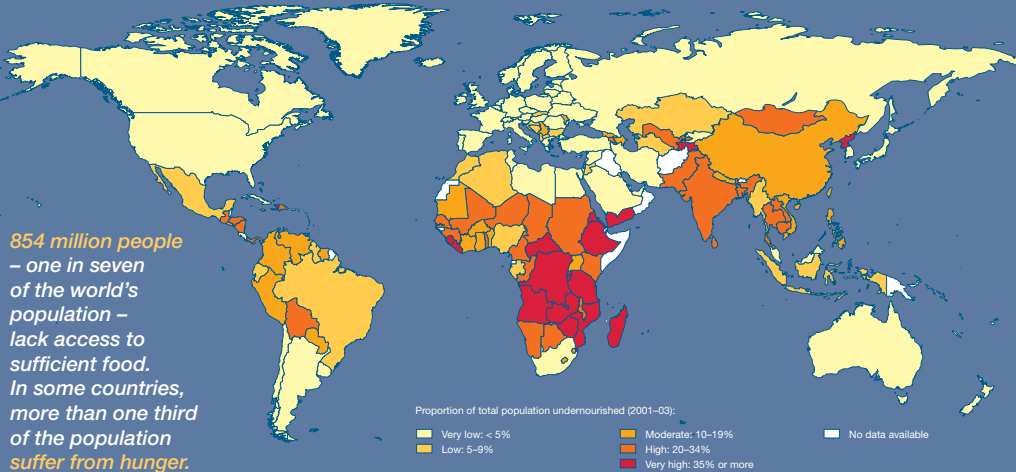 854 million people
– one in seven
of the world's
population –
lack access to
sufficient food.
In some countries,
more than one third
of the population
suffer from hunger.
Proportion of total population undernourished (2001–03):
Very low: < 5%
Low: 5–9%
Moderate: 10–19%
High: 20–34%
Very high: 35% or more
No data available